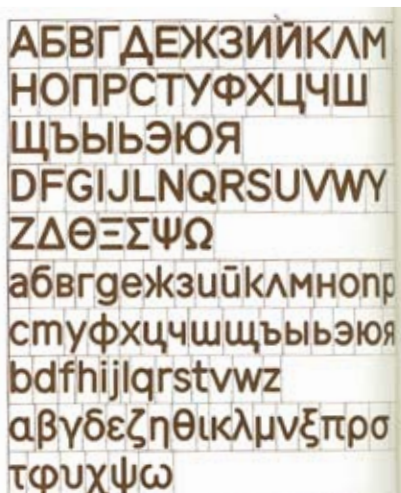 АБВГДЕЖЗИЙКЛМ
НОПРСТУФХЦЧШ
ЩЪЫЬЭЮЯ
DFGIJLNQRSUVWY
ZΔΘΞΣΨΩ
абвгдежзийклмнопр
стуфхцчшщъыьэюя
bdfhijlqrstvwz
αβγδεζηθικλμνξπρσ
τφυχψω